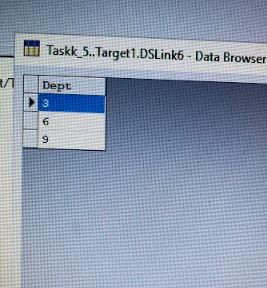 Taskk_5..Target1.DSLink6 - Data Browser
t/T
Dept
3
6
9